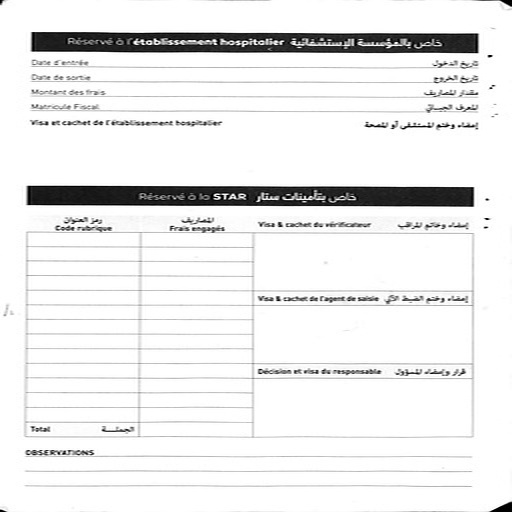 Réservé à l'établissement hospitalier خاص بالمؤسسة الإستشفائية
Date d'entrée تاريخ الدخول
Date de sortie تاريخ الخروج
Montant des frais مقدار المصاريف
Matricule Fiscal المعرف الجبائي
Visa et cachet de l'établissement hospitalier إمضاء وختم المستشفى أو المصحة
Réservé à la STAR خاص بتأمينات ستار
رمز العنوان المصاريف
Code rubrique Frais engagés Visa & cachet du vérificateur إمضاء وخاتم المراقب
Visa & cachet de l'agent de saisie إمضاء وختم الضبط الآلي
Décision et visa du responsable قرار وإمضاء المسؤول
Total الجملة
OBSERVATIONS